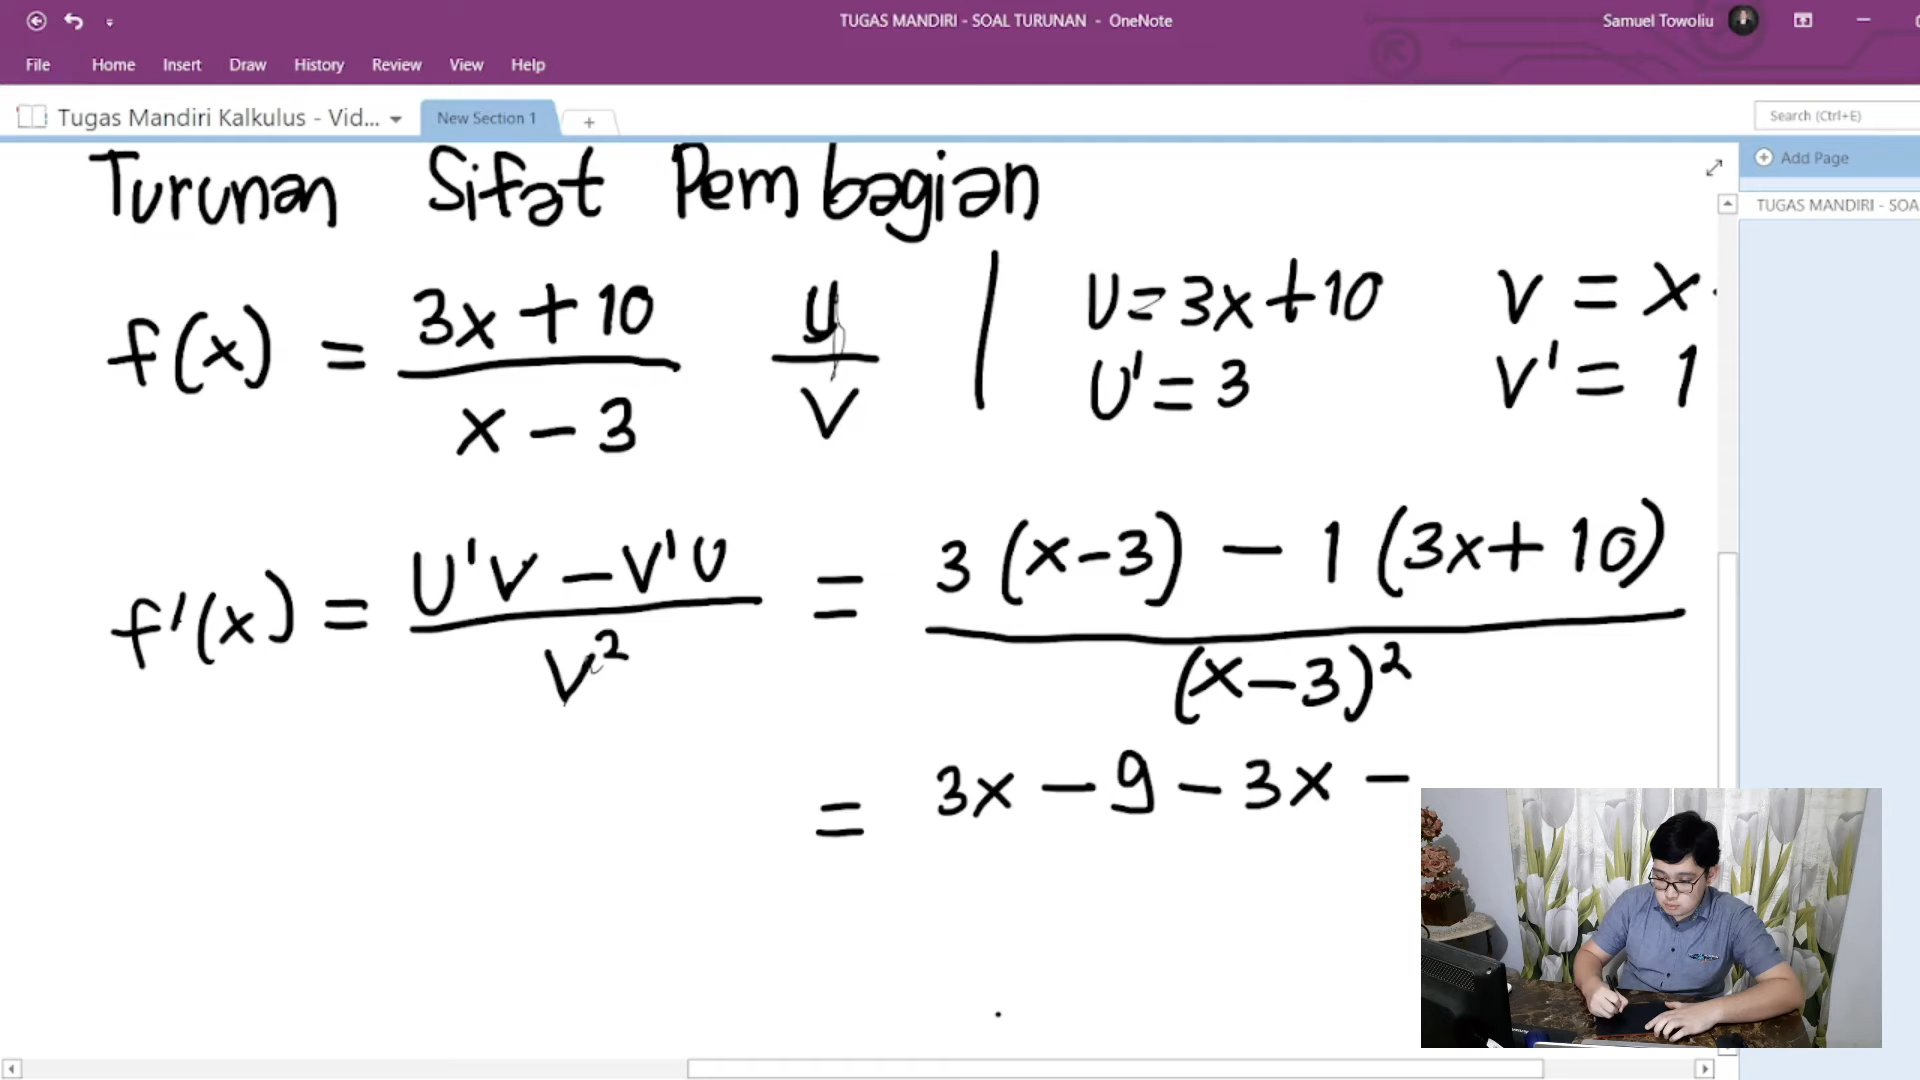 TUGAS MANDIRI - SOAL TURUNAN - OneNote
Samuel Towoliu
File Home Insert Draw History Review View Help
Tugas Mandiri Kalkulus - Vid...
New Section 1
+
Search (Ctrl+E)
Add Page
TUGAS MANDIRI - SOA
Turunan Sifat Pembagian
f(x) = (3x + 10)/(x - 3) U/V | U = 3x + 10 V = x
U' = 3 V' = 1
f'(x) = (U'V - V'U)/V² = (3(x-3) - 1(3x + 10))/(x-3)²
= 3x - 9 - 3x -